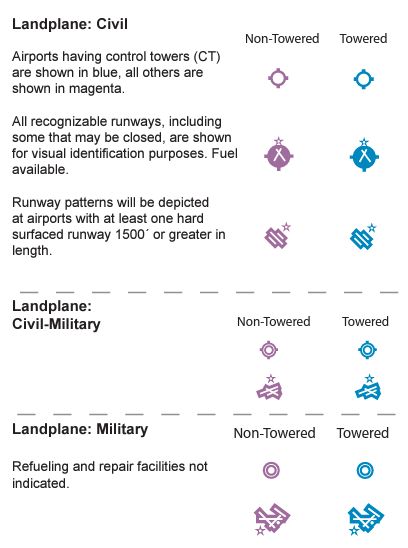 Landplane: Civil
Non-Towered Towered
Airports having control towers (CT)
are shown in blue, all others are
shown in magenta.
All recognizable runways, including
some that may be closed, are shown
for visual identification purposes. Fuel
available.
Runway patterns will be depicted
at airports with at least one hard
surfaced runway 1500´ or greater in
length.
Landplane:
Civil-Military
Non-Towered Towered
Landplane: Military
Non-Towered Towered
Refueling and repair facilities not
indicated.